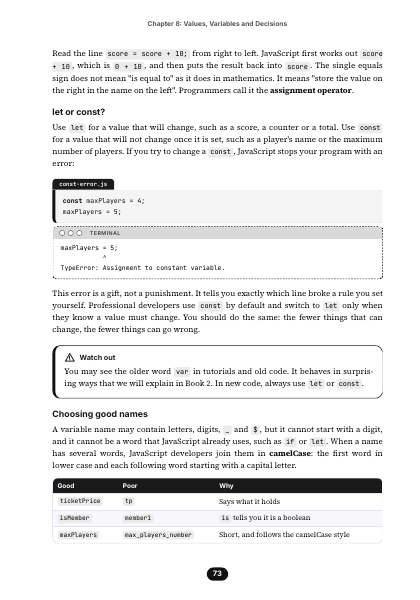 Chapter 8: Values, Variables and Decisions
Read the line score = score + 10; from right to left. JavaScript first works out score
+ 10, which is 0 + 10, and then puts the result back into score. The single equals
sign does not mean "is equal to" as it does in mathematics. It means "store the value on
the right in the name on the left". Programmers call it the assignment operator.
let or const?
Use let for a value that will change, such as a score, a counter or a total. Use const
for a value that will not change once it is set, such as a player's name or the maximum
number of players. If you try to change a const, JavaScript stops your program with an
error:
const-error.js
const maxPlayers = 4;
maxPlayers = 5;
TERMINAL
maxPlayers = 5;
^
TypeError: Assignment to constant variable.
This error is a gift, not a punishment. It tells you exactly which line broke a rule you set
yourself. Professional developers use const by default and switch to let only when
they know a value must change. You should do the same: the fewer things that can
change, the fewer things can go wrong.
Watch out
You may see the older word var in tutorials and old code. It behaves in surpris-
ing ways that we will explain in Book 2. In new code, always use let or const.
Choosing good names
A variable name may contain letters, digits, _ and $, but it cannot start with a digit,
and it cannot be a word that JavaScript already uses, such as if or let. When a name
has several words, JavaScript developers join them in camelCase: the first word in
lower case and each following word starting with a capital letter.
Good Poor Why
ticketPrice tp Says what it holds
isMember member1 is tells you it is a boolean
maxPlayers max_players_number Short, and follows the camelCase style
73